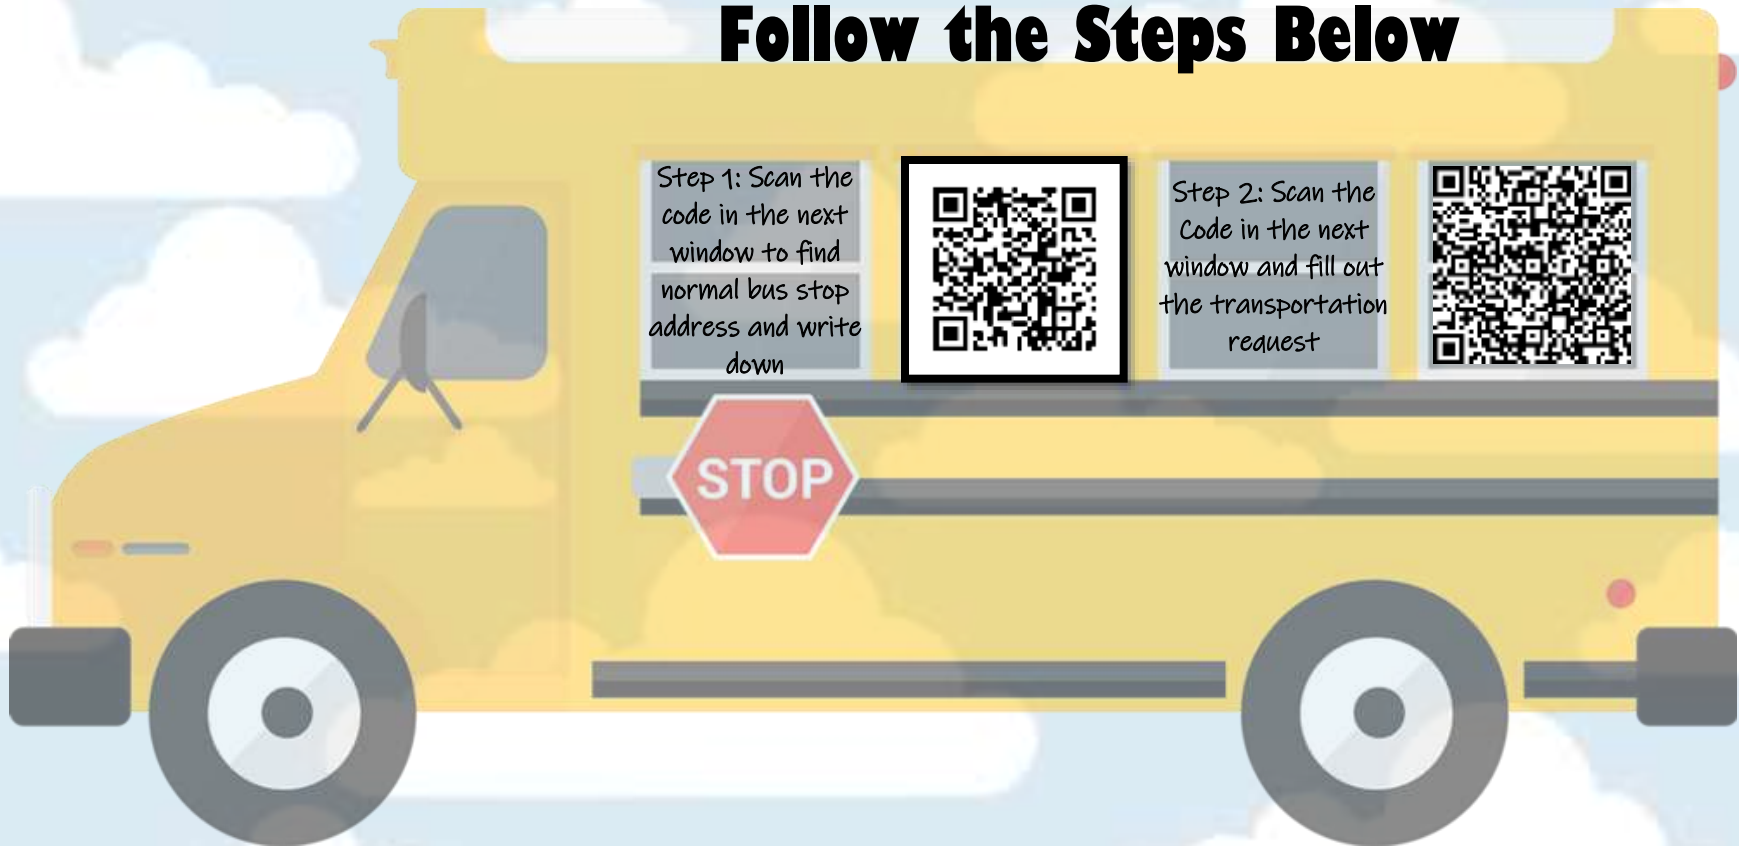 Follow the Steps Below
Step 1: Scan the
code in the next
window to find
normal bus stop
address and write
down
Step 2: Scan the
Code in the next
window and fill out
the transportation
request
STOP